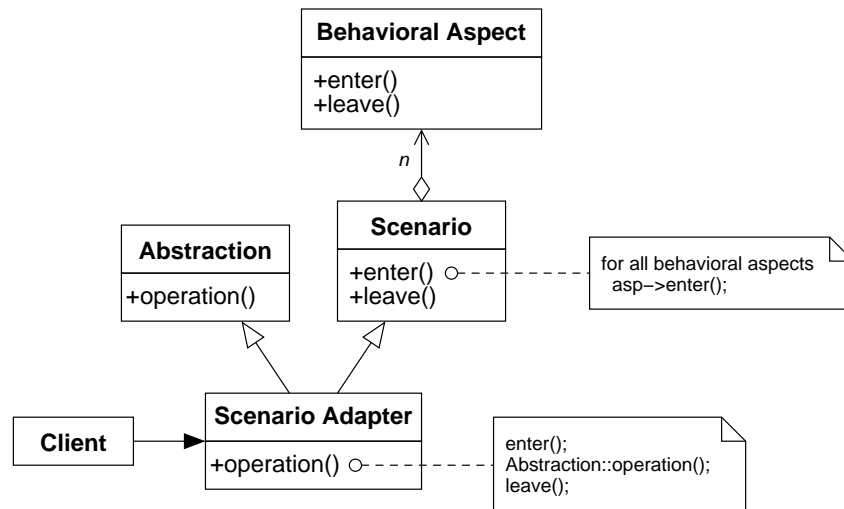 Behavioral Aspect
+enter()
+leave()
n
Scenario
+enter()
+leave()
Abstraction
+operation()
for all behavioral aspects
asp−>enter();
Scenario Adapter
+operation()
Client
enter();
Abstraction::operation();
leave();